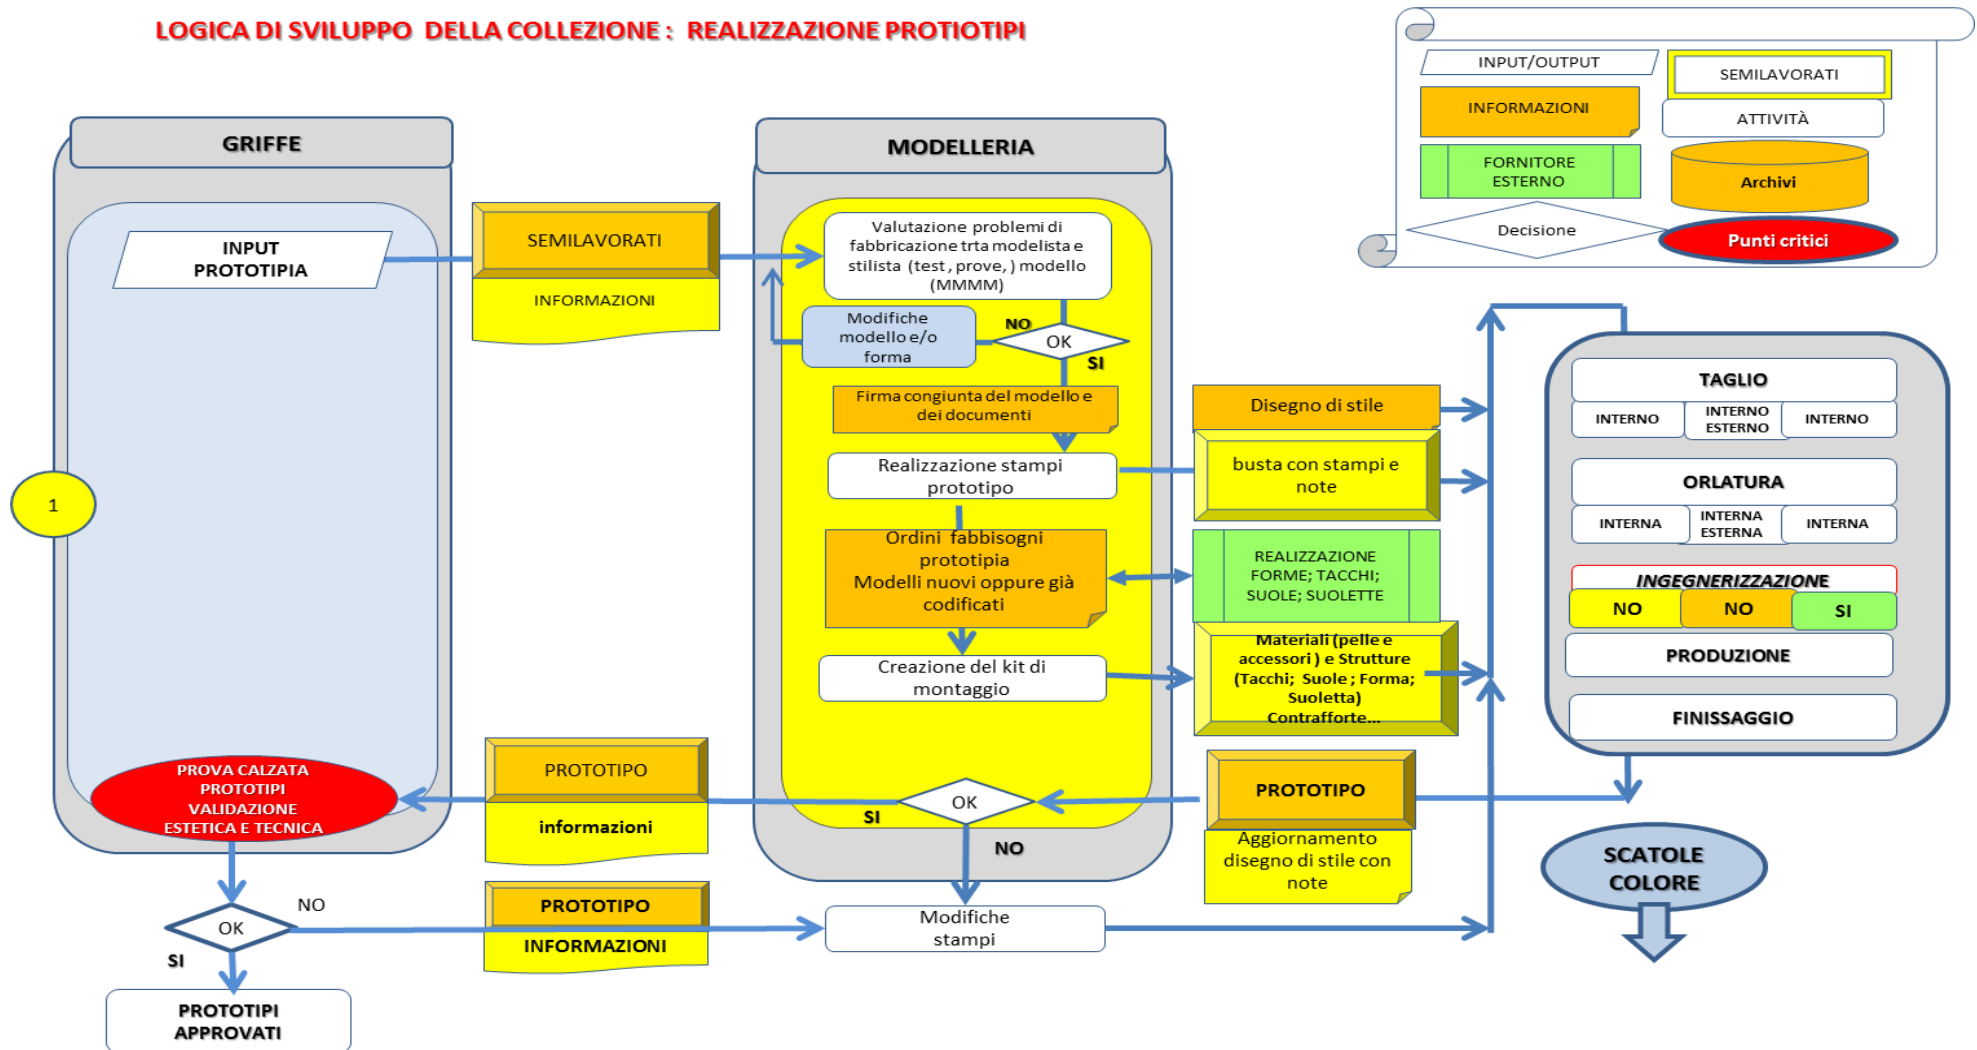 LOGICA DI SVILUPPO DELLA COLLEZIONE : REALIZZAZIONE PROTIOTIPI
INPUT/OUTPUT
SEMILAVORATI
INFORMAZIONI
ATTIVITÀ
FORNITORE
ESTERNO
Archivi
Decisione
Punti critici
GRIFFE
INPUT
PROTOTIPIA
1
PROVA CALZATA
PROTOTIPI
VALIDAZIONE
ESTETICA E TECNICA
OK
NO
SI
PROTOTIPI
APPROVATI
SEMILAVORATI
INFORMAZIONI
PROTOTIPO
informazioni
PROTOTIPO
INFORMAZIONI
MODELLERIA
Valutazione problemi di
fabbricazione trta modelista e
stilista (test , prove, ) modello
(MMMM)
Modifiche
modello e/o
forma
NO
OK
SI
Firma congiunta del modello e
dei documenti
Realizzazione stampi
prototipo
Ordini fabbisogni
prototipia
Modelli nuovi oppure già
codificati
Creazione del kit di
montaggio
OK
SI
NO
Modifiche
stampi
Disegno di stile
busta con stampi e
note
REALIZZAZIONE
FORME; TACCHI;
SUOLE; SUOLETTE
Materiali (pelle e
accessori ) e Strutture
(Tacchi; Suole ; Forma;
Suoletta)
Contrafforte...
PROTOTIPO
Aggiornamento
disegno di stile con
note
TAGLIO
INTERNO
INTERNO
ESTERNO
INTERNO
ORLATURA
INTERNA
INTERNA
ESTERNA
INTERNA
INGEGNERIZZAZIONE
NO
NO
SI
PRODUZIONE
FINISSAGGIO
SCATOLE
COLORE